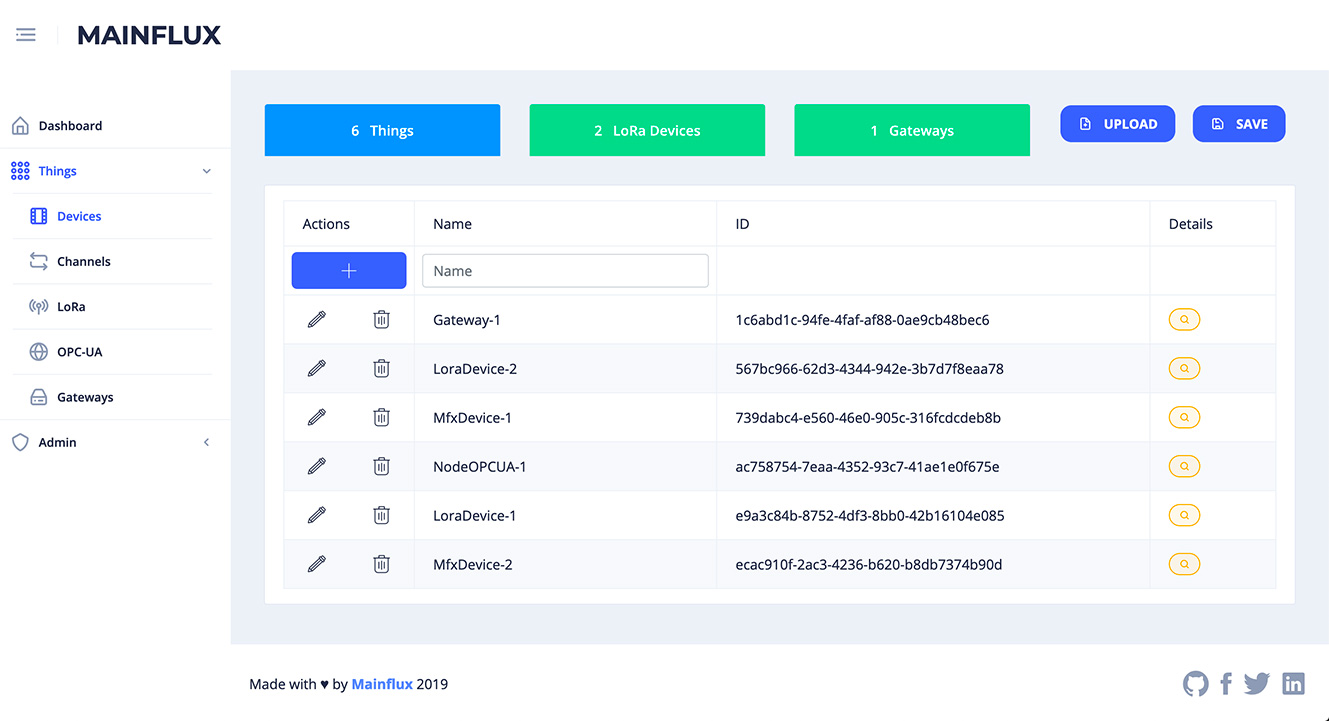 MAINFLUX
Dashboard
Things
Devices
Channels
LoRa
OPC-UA
Gateways
Admin
6 Things
2 LoRa Devices
1 Gateways
UPLOAD
SAVE
Actions Name ID Details
Name
Gateway-1 1c6abd1c-94fe-4faf-af88-0ae9cb48bec6
LoraDevice-2 567bc966-62d3-4344-942e-3b7d7f8eaa78
MfxDevice-1 739dabc4-e560-46e0-905c-316fcdcdeb8b
NodeOPCUA-1 ac758754-7eaa-4352-93c7-41ae1e0f675e
LoraDevice-1 e9a3c84b-8752-4df3-8bb0-42b16104e085
MfxDevice-2 ecac910f-2ac3-4236-b620-b8db7374b90d
Made with ♥ by Mainflux 2019